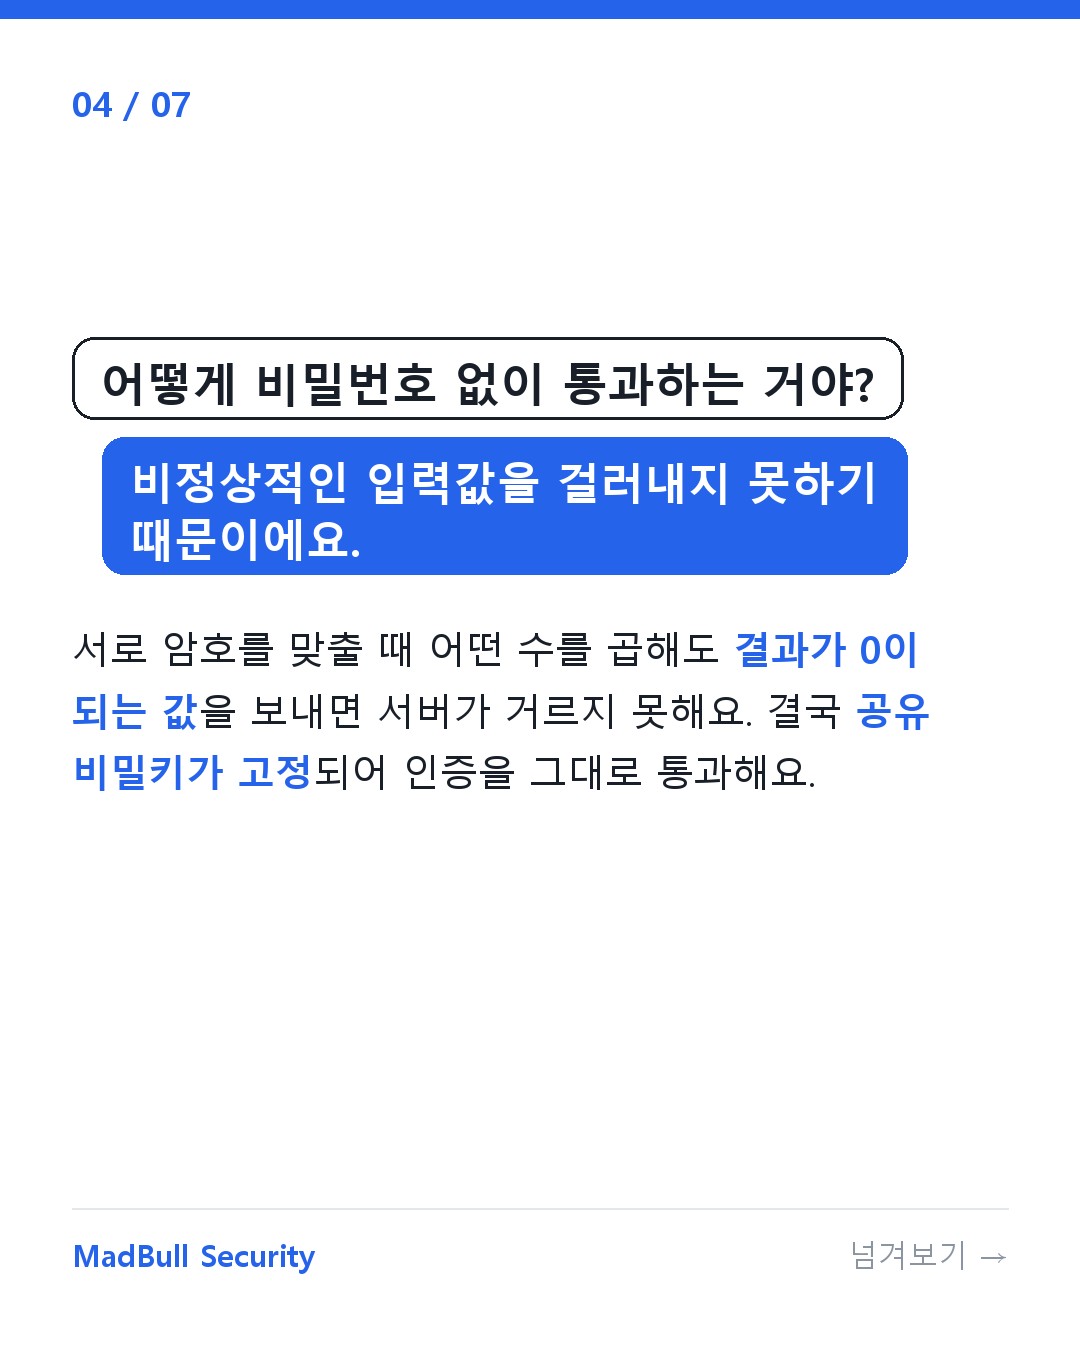 04 / 07
어떻게 비밀번호 없이 통과하는 거야?
비정상적인 입력값을 걸러내지 못하기
때문이에요.
서로 암호를 맞출 때 어떤 수를 곱해도 결과가 0이
되는 값을 보내면 서버가 거르지 못해요. 결국 공유
비밀키가 고정되어 인증을 그대로 통과해요.
MadBull Security
넘겨보기 →